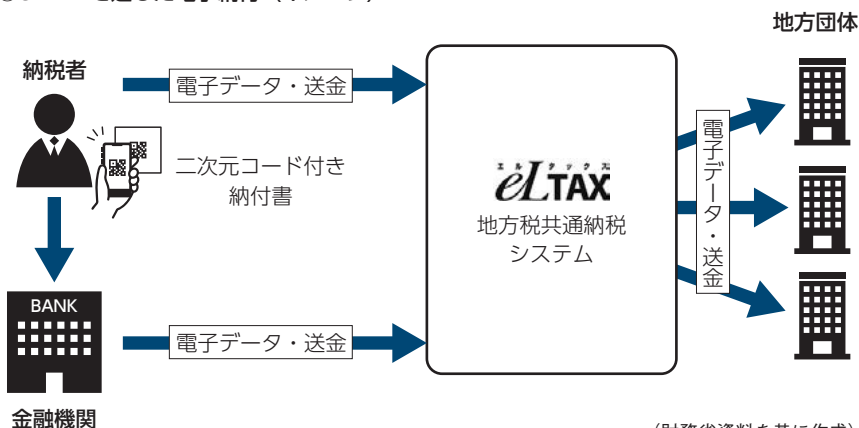 地方団体
納税者
電子データ・送金
二次元コード付き
納付書
エルタックス
eLTAX
地方税共通納税
システム
電子データ・送金
BANK
電子データ・送金
金融機関